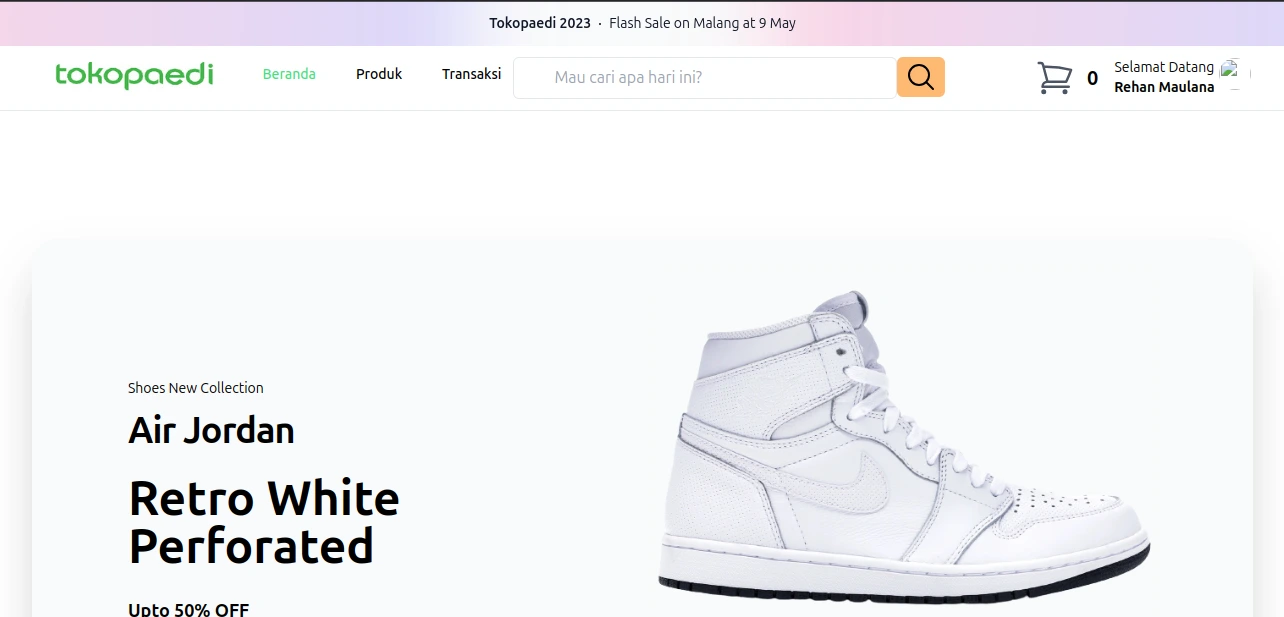 Tokopaedi 2023 · Flash Sale on Malang at 9 May
tokopaedi
Beranda Produk Transaksi
Mau cari apa hari ini?
0
Selamat Datang
Rehan Maulana
Shoes New Collection
Air Jordan
Retro White
Perforated
Upto 50% OFF